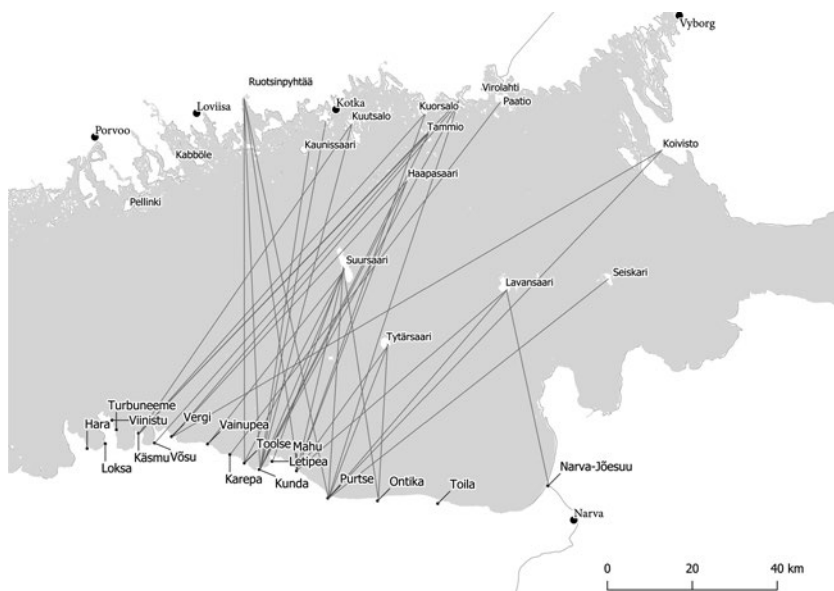 Vyborg
Ruotsinpyhtää
Loviisa
Kotka
Kuutsalo
Kuorsalo
Virolahti
Paatio
Porvoo
Tammio
Kabböle
Kaunissaari
Koivisto
Haapasaari
Pellinki
Suursaari
Lavansaari
Seiskari
Tytärsaari
Turbuneeme
Hara
Viinistu
Vergi
Vainupea
Loksa
Käsmu
Võsu
Toolse
Mahu
Letipea
Karepa
Kunda
Purtse
Ontika
Toila
Narva-Jõesuu
Narva
0 20 40 km